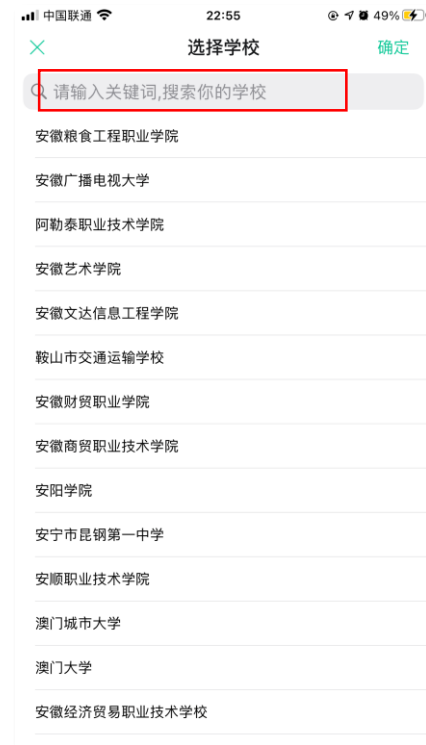 中国联通 22:55 49%
选择学校 确定
请输入关键词,搜索你的学校
安徽粮食工程职业学院
安徽广播电视大学
阿勒泰职业技术学院
安徽艺术学院
安徽文达信息工程学院
鞍山市交通运输学校
安徽财贸职业学院
安徽商贸职业技术学院
安阳学院
安宁市昆钢第一中学
安顺职业技术学院
澳门城市大学
澳门大学
安徽经济贸易职业技术学校